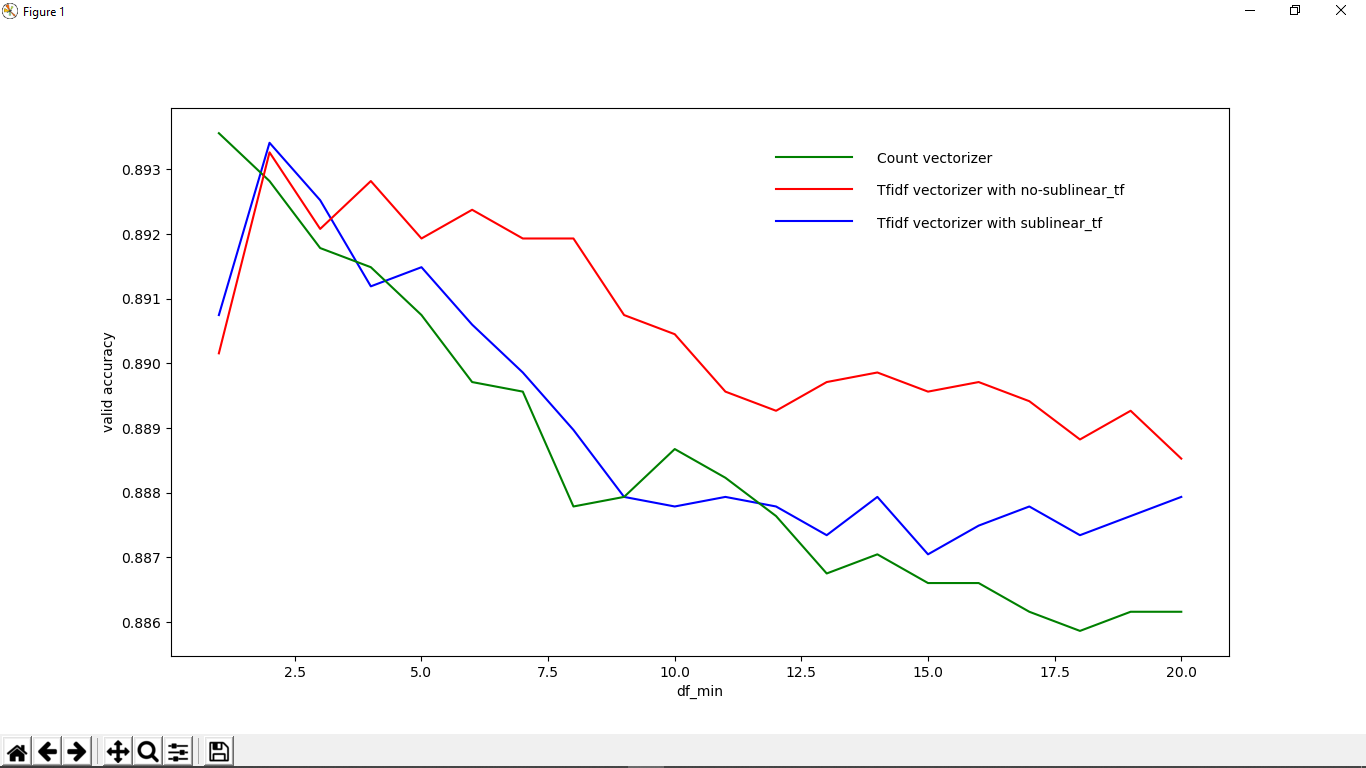 Figure 1
Count vectorizer
Tfidf vectorizer with no-sublinear_tf
Tfidf vectorizer with sublinear_tf
valid accuracy
0.893
0.892
0.891
0.890
0.889
0.888
0.887
0.886
2.5 5.0 7.5 10.0 12.5 15.0 17.5 20.0
df_min